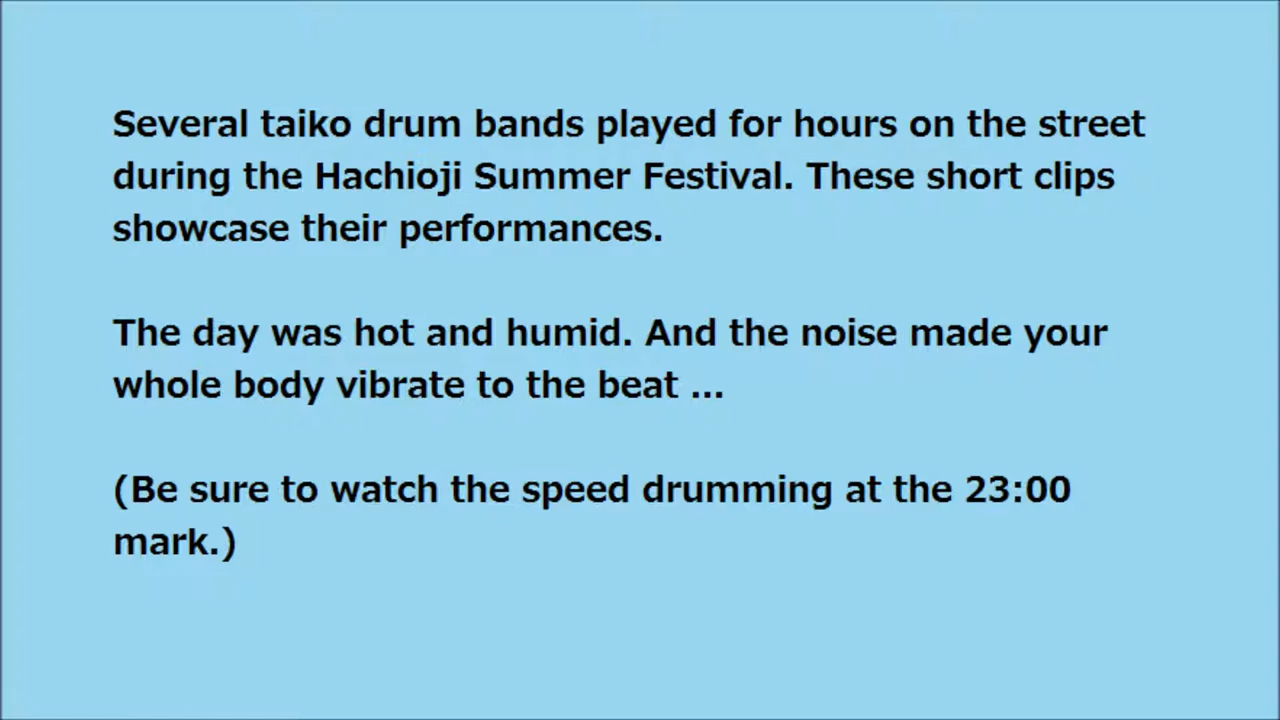 Several taiko drum bands played for hours on the street
during the Hachioji Summer Festival. These short clips
showcase their performances.
The day was hot and humid. And the noise made your
whole body vibrate to the beat ...
(Be sure to watch the speed drumming at the 23:00
mark.)